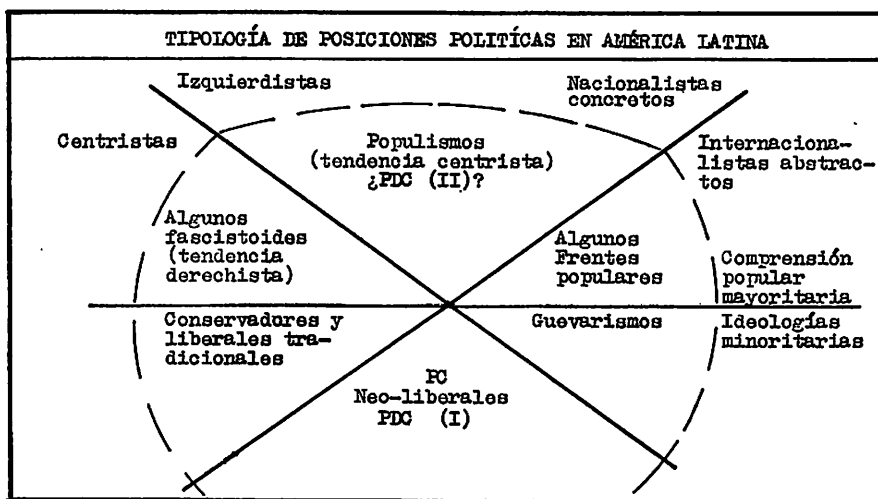 TIPOLOGÍA DE POSICIONES POLITÍCAS EN AMÉRICA LATINA
Izquierdistas
Nacionalistas
concretos
Centristas
Populismos
(tendencia centrista)
¿PDC (II)?
Internaciona-
listas abstrac-
tos
Algunos
fascistoides
(tendencia
derechista)
Algunos
Frentes
populares
Comprensión
popular
mayoritaria
Conservadores y
liberales tra-
dicionales
Guevarismos
Ideologías
minoritarias
PC
Neo-liberales
PDC (I)